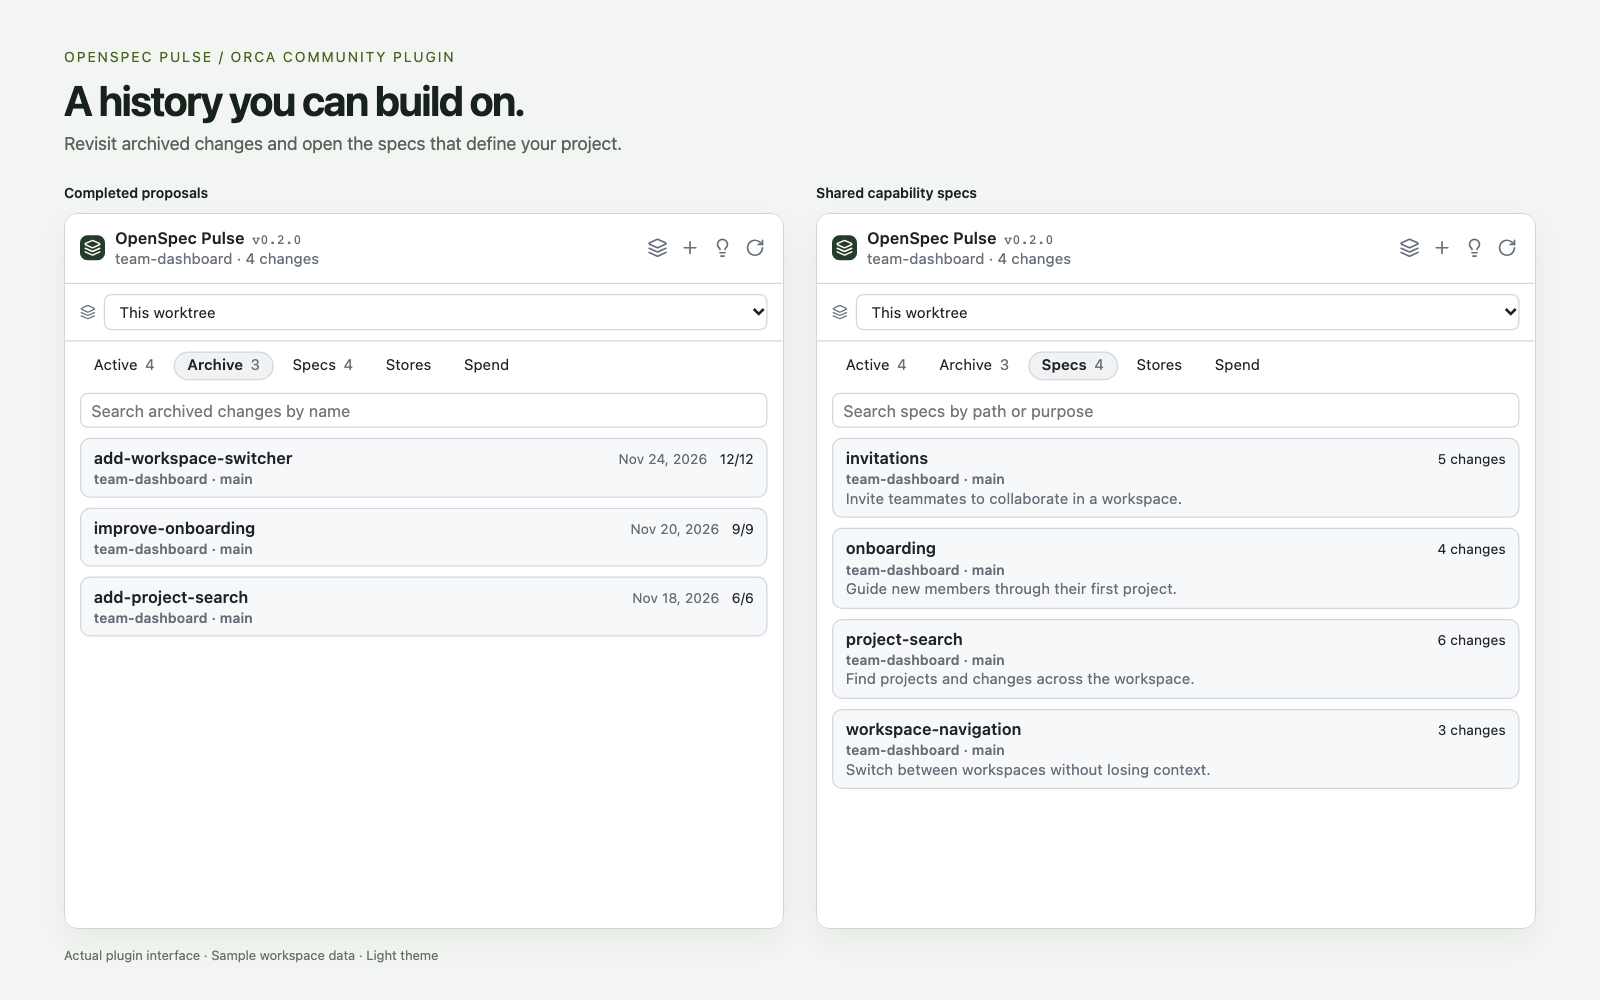 OPENSPEC PULSE / ORCA COMMUNITY PLUGIN
A history you can build on.
Revisit archived changes and open the specs that define your project.
Completed proposals
OpenSpec Pulse v0.2.0
team-dashboard · 4 changes
This worktree
Active 4 Archive 3 Specs 4 Stores Spend
Search archived changes by name
add-workspace-switcher Nov 24, 2026 12/12
team-dashboard · main
improve-onboarding Nov 20, 2026 9/9
team-dashboard · main
add-project-search Nov 18, 2026 6/6
team-dashboard · main
Shared capability specs
OpenSpec Pulse v0.2.0
team-dashboard · 4 changes
This worktree
Active 4 Archive 3 Specs 4 Stores Spend
Search specs by path or purpose
invitations 5 changes
team-dashboard · main
Invite teammates to collaborate in a workspace.
onboarding 4 changes
team-dashboard · main
Guide new members through their first project.
project-search 6 changes
team-dashboard · main
Find projects and changes across the workspace.
workspace-navigation 3 changes
team-dashboard · main
Switch between workspaces without losing context.
Actual plugin interface · Sample workspace data · Light theme